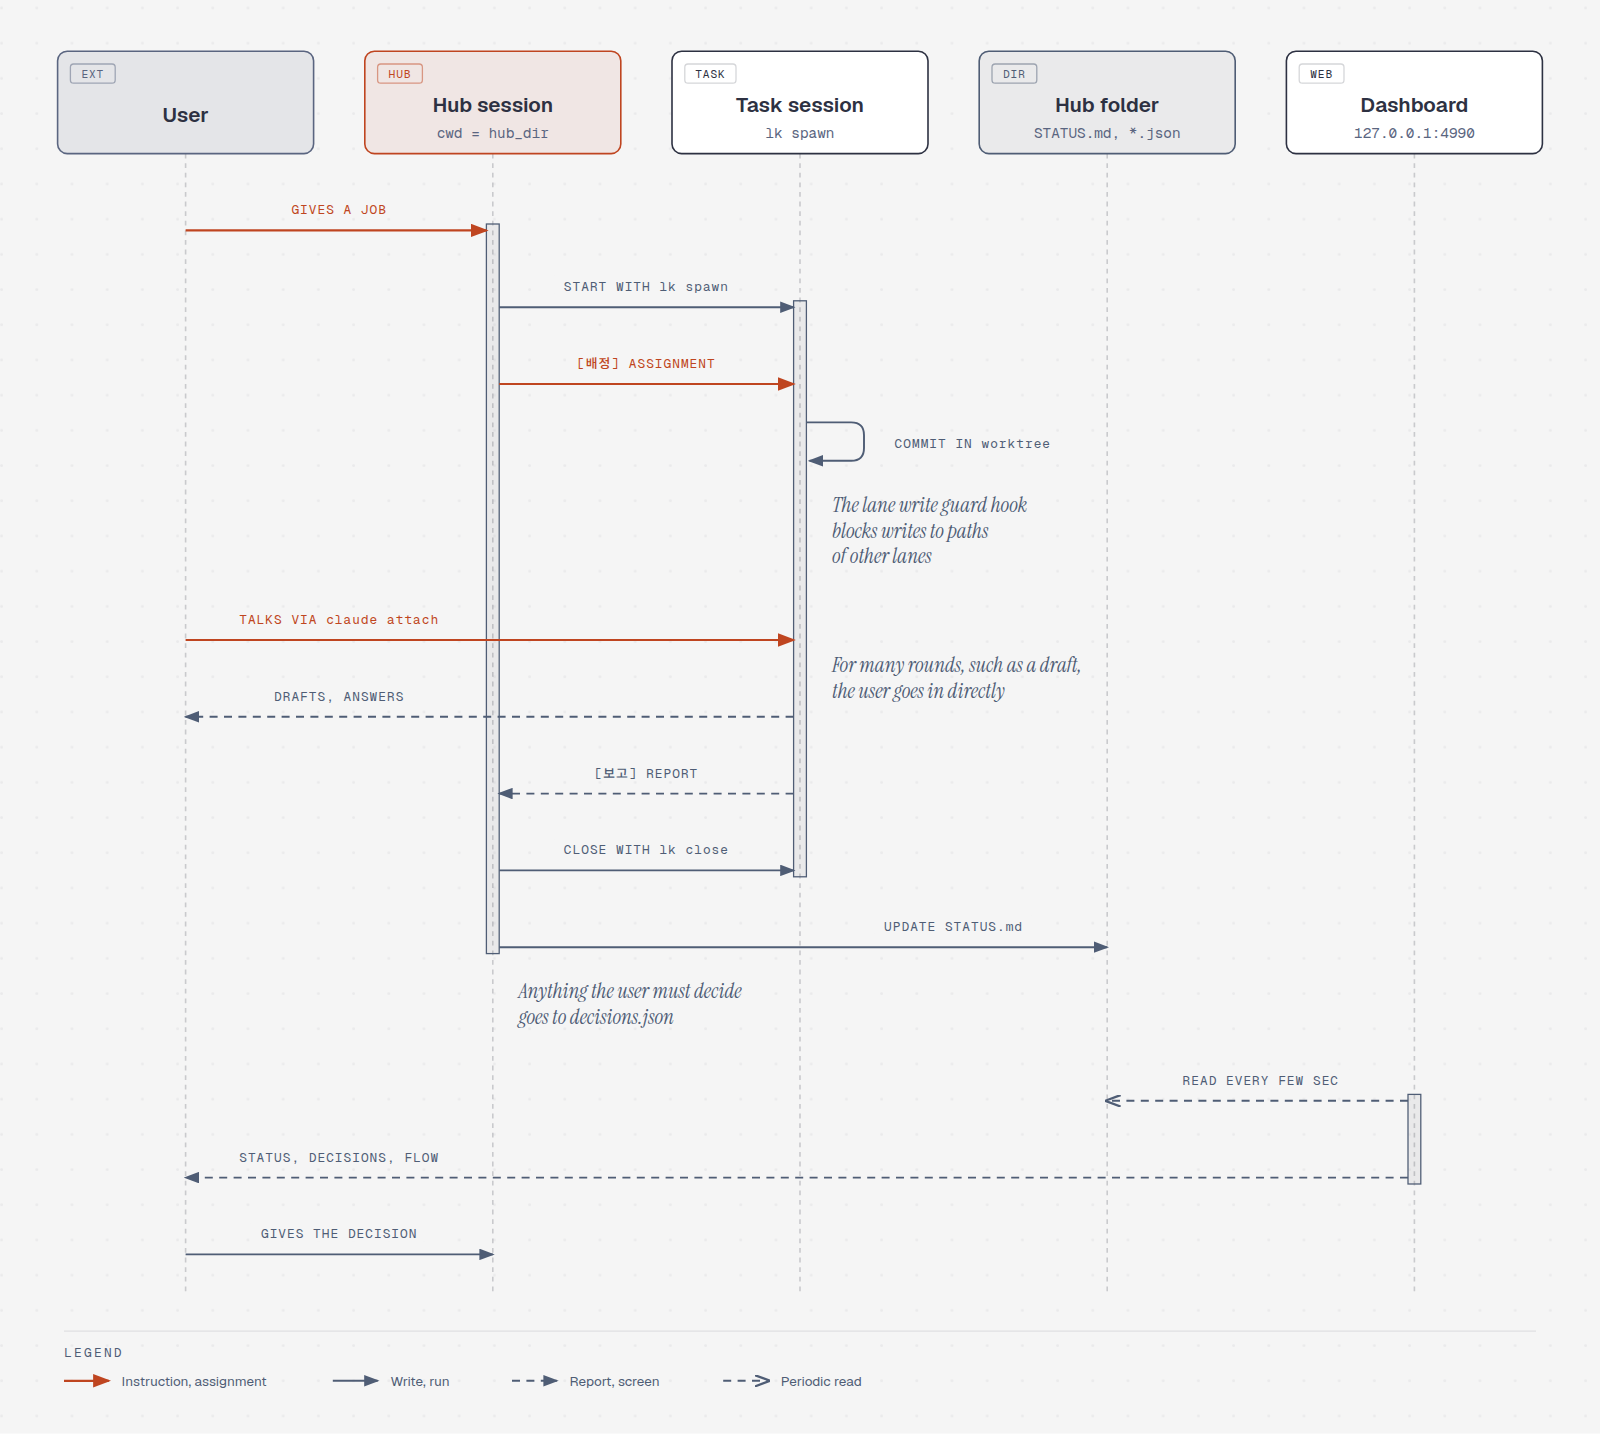 EXT
User
HUB
Hub session
cwd = hub_dir
TASK
Task session
lk spawn
DIR
Hub folder
STATUS.md, *.json
WEB
Dashboard
127.0.0.1:4990
GIVES A JOB
START WITH lk spawn
[배정] ASSIGNMENT
COMMIT IN worktree
The lane write guard hook
blocks writes to paths
of other lanes
TALKS VIA claude attach
For many rounds, such as a draft,
the user goes in directly
DRAFTS, ANSWERS
[보고] REPORT
CLOSE WITH lk close
UPDATE STATUS.md
Anything the user must decide
goes to decisions.json
READ EVERY FEW SEC
STATUS, DECISIONS, FLOW
GIVES THE DECISION
LEGEND
Instruction, assignment
Write, run
Report, screen
Periodic read